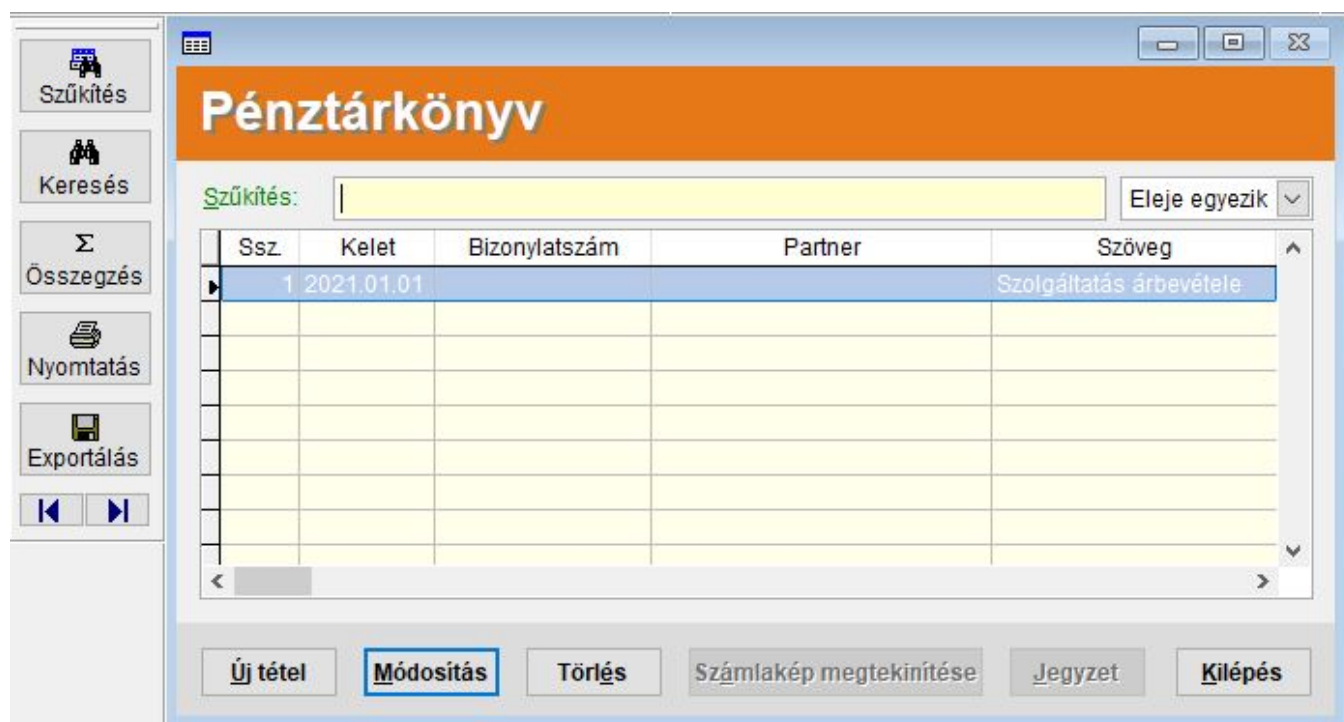 Szűkítés
Keresés
Σ
Összegzés
Nyomtatás
Exportálás
Pénztárkönyv
Szűkítés:
Eleje egyezik
Ssz. Kelet Bizonylatszám Partner Szöveg
1 2021.01.01 Szolgáltatás árbevétele
Új tétel Módosítás Törlés Számlakép megtekinítése Jegyzet Kilépés